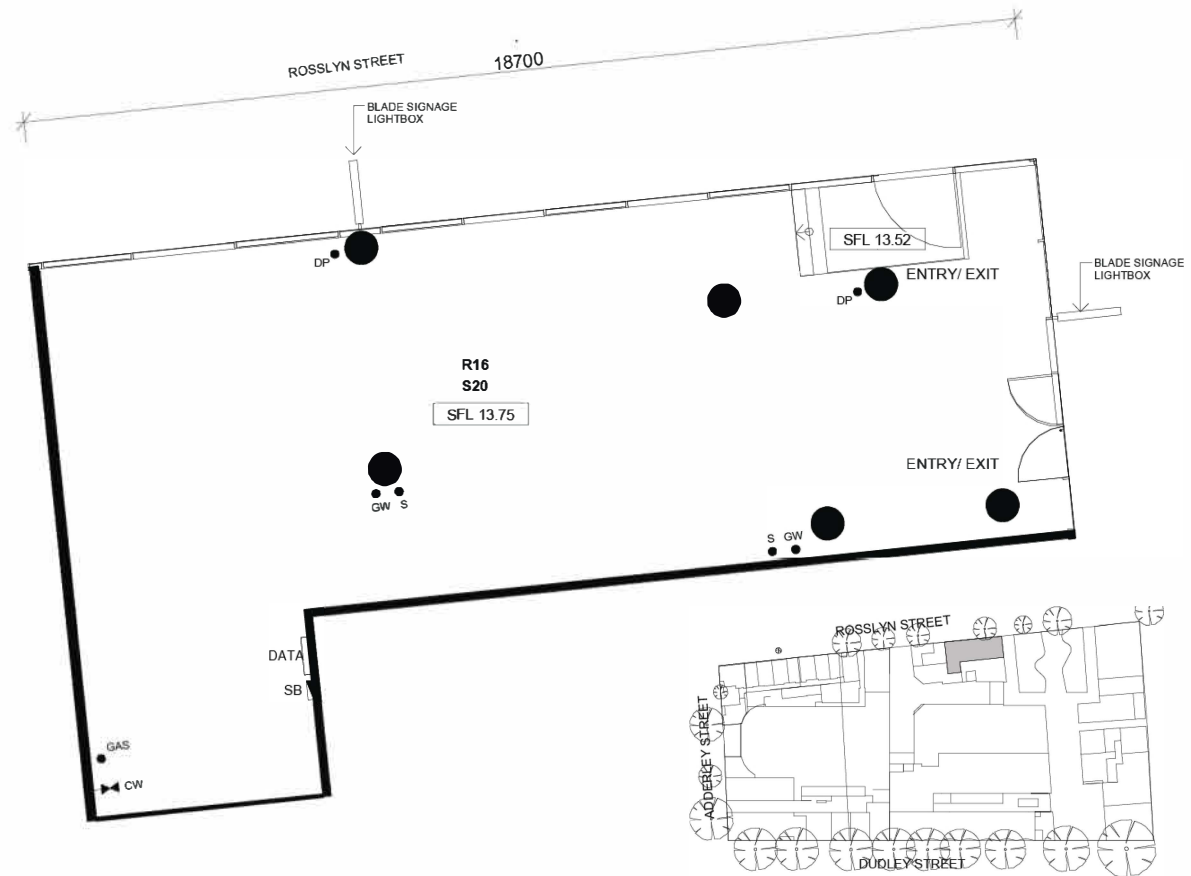 ROSSLYN STREET
18700
BLADE SIGNAGE
LIGHTBOX
SFL 13.52
DP
ENTRY/ EXIT
BLADE SIGNAGE
LIGHTBOX
DP
R16
S20
SFL 13.75
ENTRY/ EXIT
GW S
S GW
DATA
SB
GAS
CW
ROSSLYN STREET
ADDERLEY STREET
DUDLEY STREET